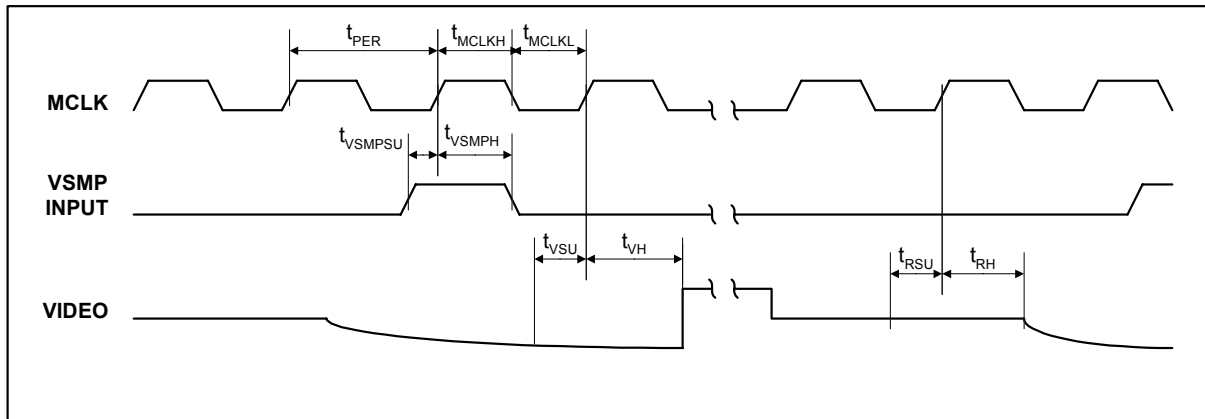 tPER tMCLKH tMCLKL
MCLK
tVSMPSU tVSMPH
VSMP
INPUT
tVSU tVH tRSU tRH
VIDEO